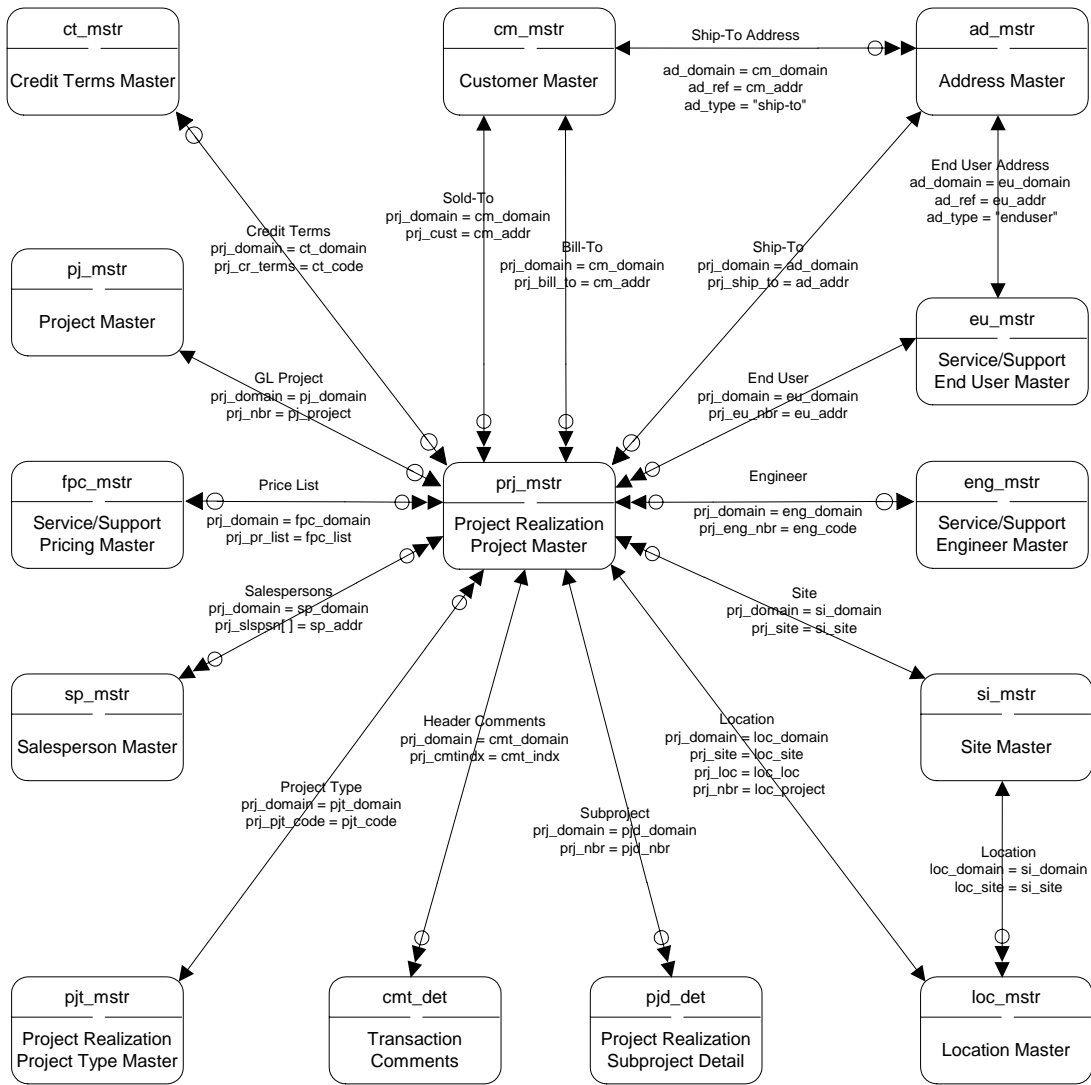 ct_mstr
Credit Terms Master
cm_mstr
Customer Master
Ship-To Address
ad_domain = cm_domain
ad_ref = cm_addr
ad_type = "ship-to"
ad_mstr
Address Master
End User Address
ad_domain = eu_domain
ad_ref = eu_addr
ad_type = "enduser"
Sold-To
prj_domain = cm_domain
prj_cust = cm_addr
Credit Terms
prj_domain = ct_domain
prj_cr_terms = ct_code
Bill-To
prj_domain = cm_domain
prj_bill_to = cm_addr
Ship-To
prj_domain = ad_domain
prj_ship_to = ad_addr
pj_mstr
Project Master
eu_mstr
Service/Support
End User Master
GL Project
prj_domain = pj_domain
prj_nbr = pj_project
End User
prj_domain = eu_domain
prj_eu_nbr = eu_addr
fpc_mstr
Service/Support
Pricing Master
Price List
prj_domain = fpc_domain
prj_pr_list = fpc_list
prj_mstr
Project Realization
Project Master
Engineer
prj_domain = eng_domain
prj_eng_nbr = eng_code
eng_mstr
Service/Support
Engineer Master
Salespersons
prj_domain = sp_domain
prj_slspsn[ ] = sp_addr
Site
prj_domain = si_domain
prj_site = si_site
sp_mstr
Salesperson Master
Header Comments
prj_domain = cmt_domain
prj_cmtindx = cmt_indx
Location
prj_domain = loc_domain
prj_site = loc_site
prj_loc = loc_loc
prj_nbr = loc_project
si_mstr
Site Master
Project Type
prj_domain = pjt_domain
prj_pjt_code = pjt_code
Subproject
prj_domain = pjd_domain
prj_nbr = pjd_nbr
Location
loc_domain = si_domain
loc_site = si_site
pjt_mstr
Project Realization
Project Type Master
cmt_det
Transaction
Comments
pjd_det
Project Realization
Subproject Detail
loc_mstr
Location Master